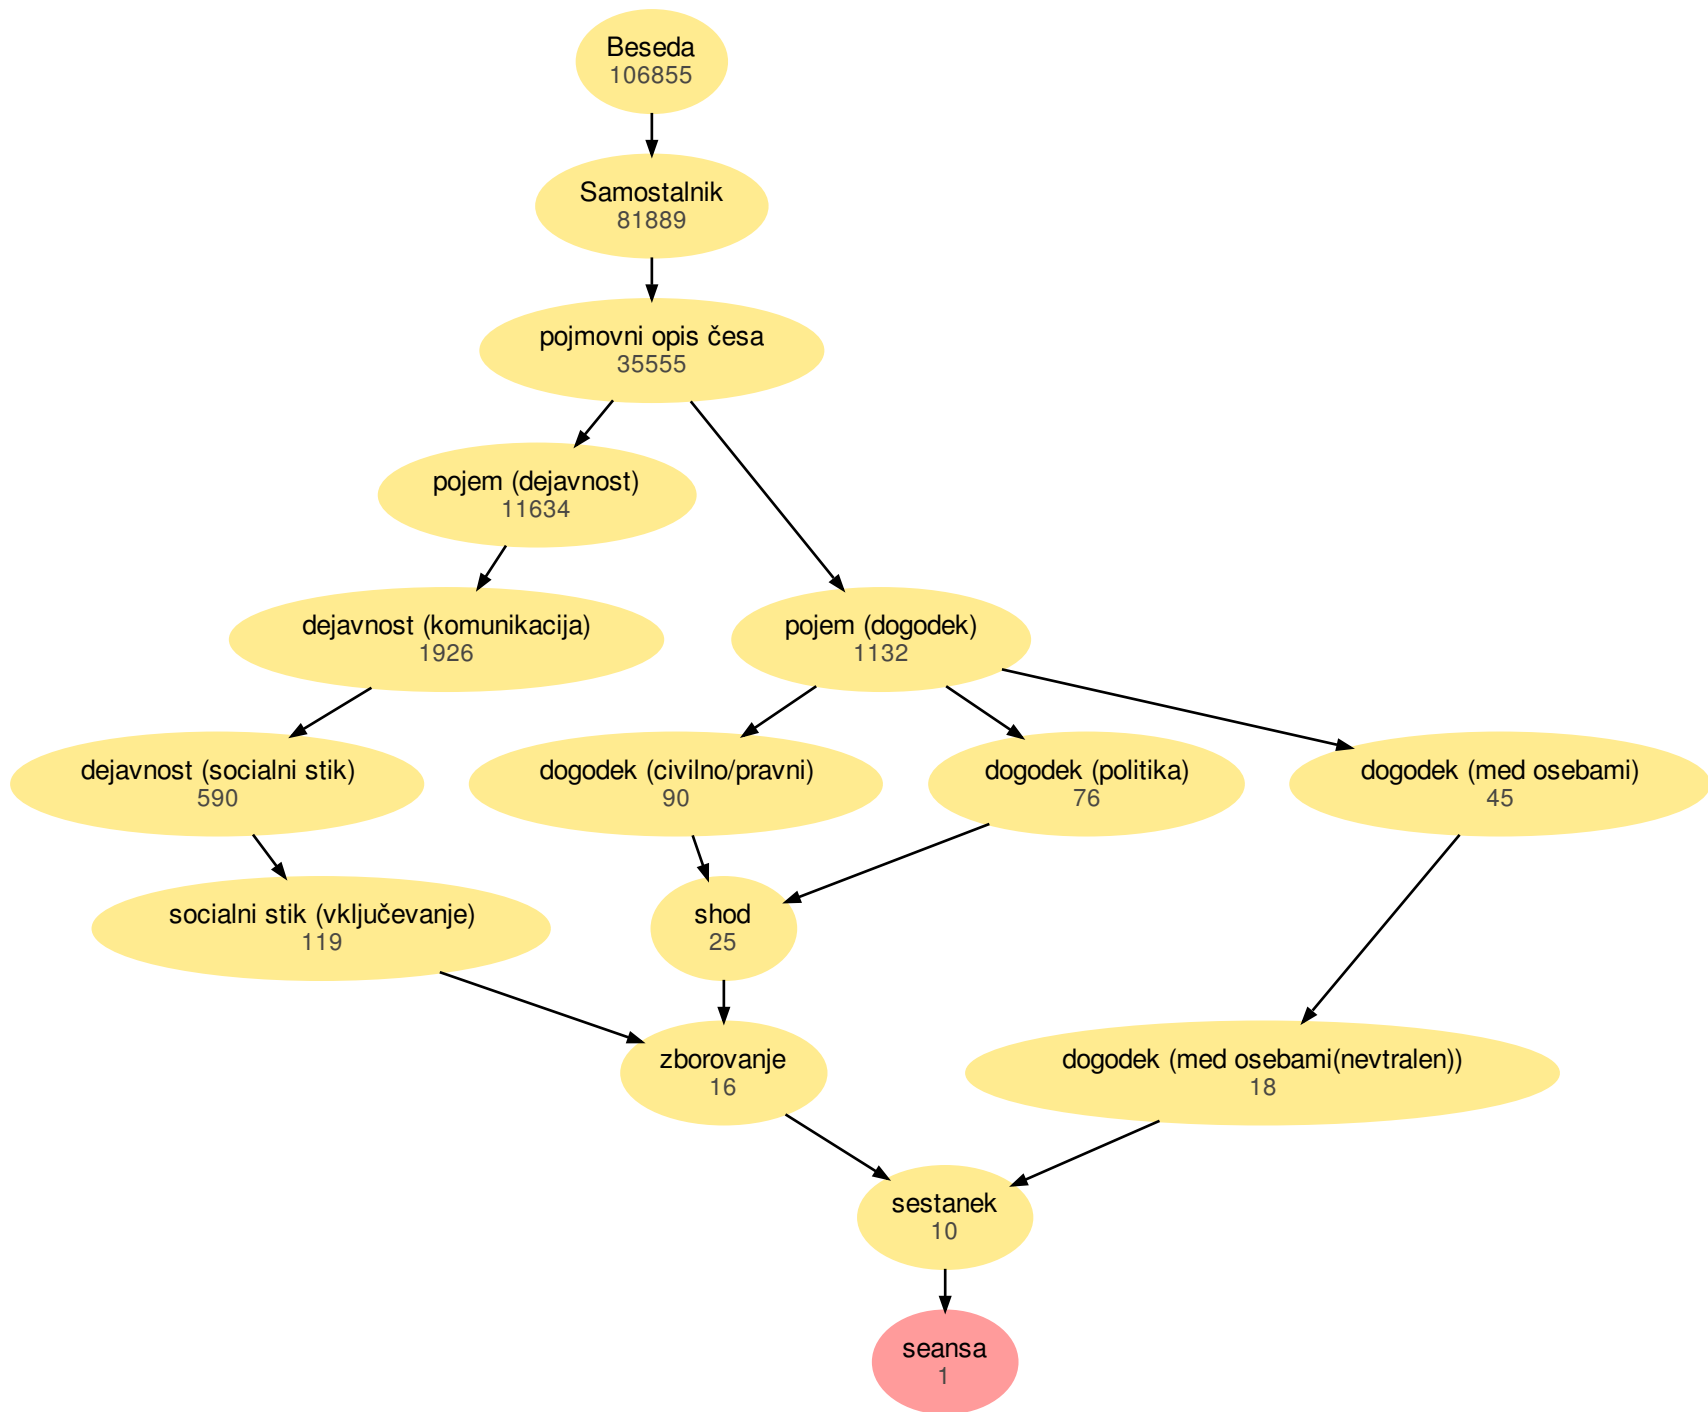 Beseda
106855
Samostalnik
81889
pojmovni opis česa
35555
pojem (dejavnost)
11634
dejavnost (komunikacija)
1926
pojem (dogodek)
1132
dejavnost (socialni stik)
590
dogodek (civilno/pravni)
90
dogodek (politika)
76
dogodek (med osebami)
45
socialni stik (vključevanje)
119
shod
25
zborovanje
16
dogodek (med osebami(nevtralen))
18
sestanek
10
seansa
1